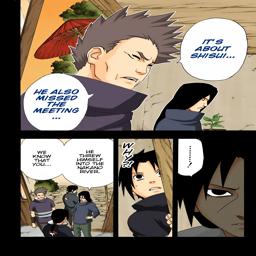 IT'S
ABOUT
SHISUI...
HE ALSO
MISSED
THE
MEETING
...
WHY?
HE
THREW
HIMSELF
INTO THE
NAKANO
RIVER.
WE
KNOW
THAT
YOU...
......